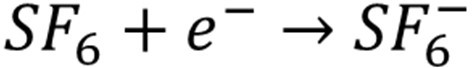 SF₆ + e⁻ → SF₆⁻